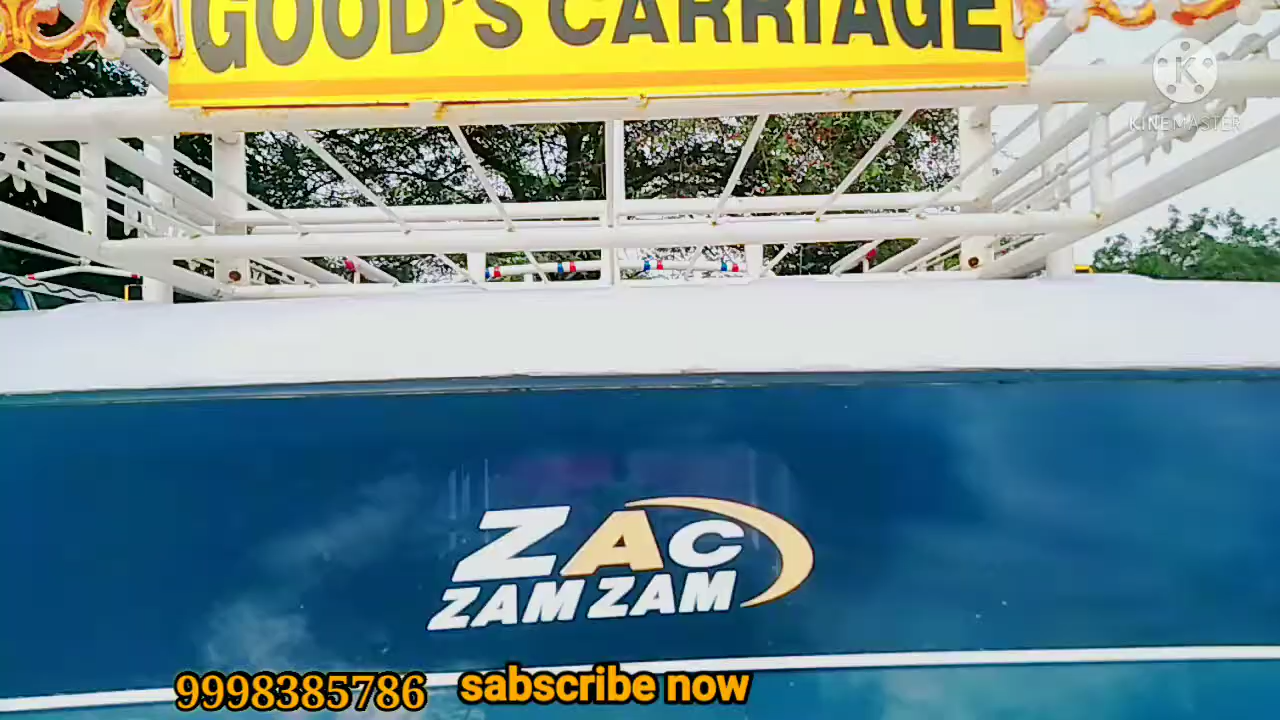 GOOD'S CARRIAGE
K
KINEMASTER
ZAC
ZAM ZAM
9998385786 sabscribe now